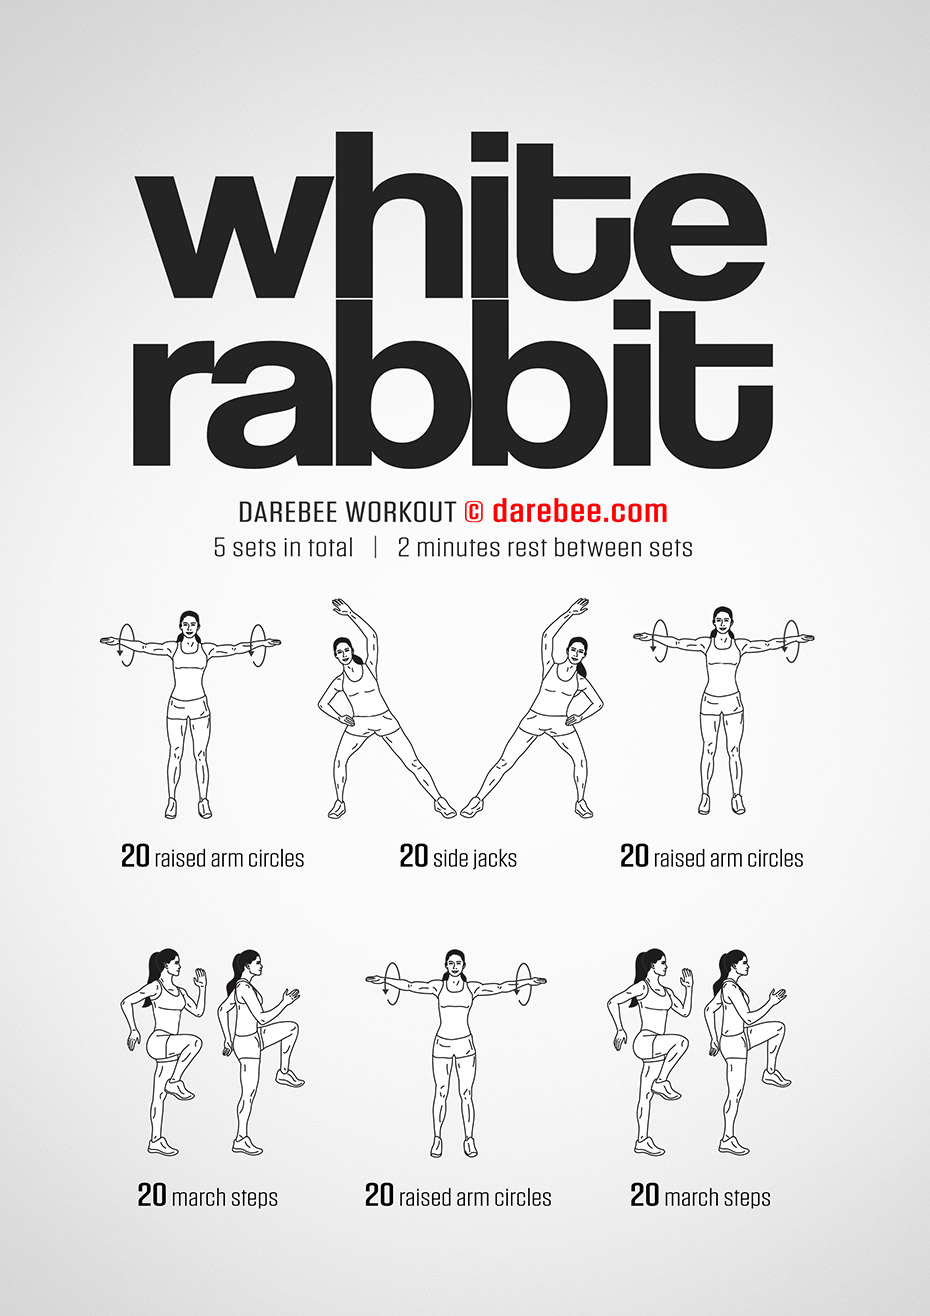 white
rabbit
DAREBEE WORKOUT © darebee.com
5 sets in total | 2 minutes rest between sets
20 raised arm circles
20 side jacks
20 raised arm circles
20 march steps
20 raised arm circles
20 march steps